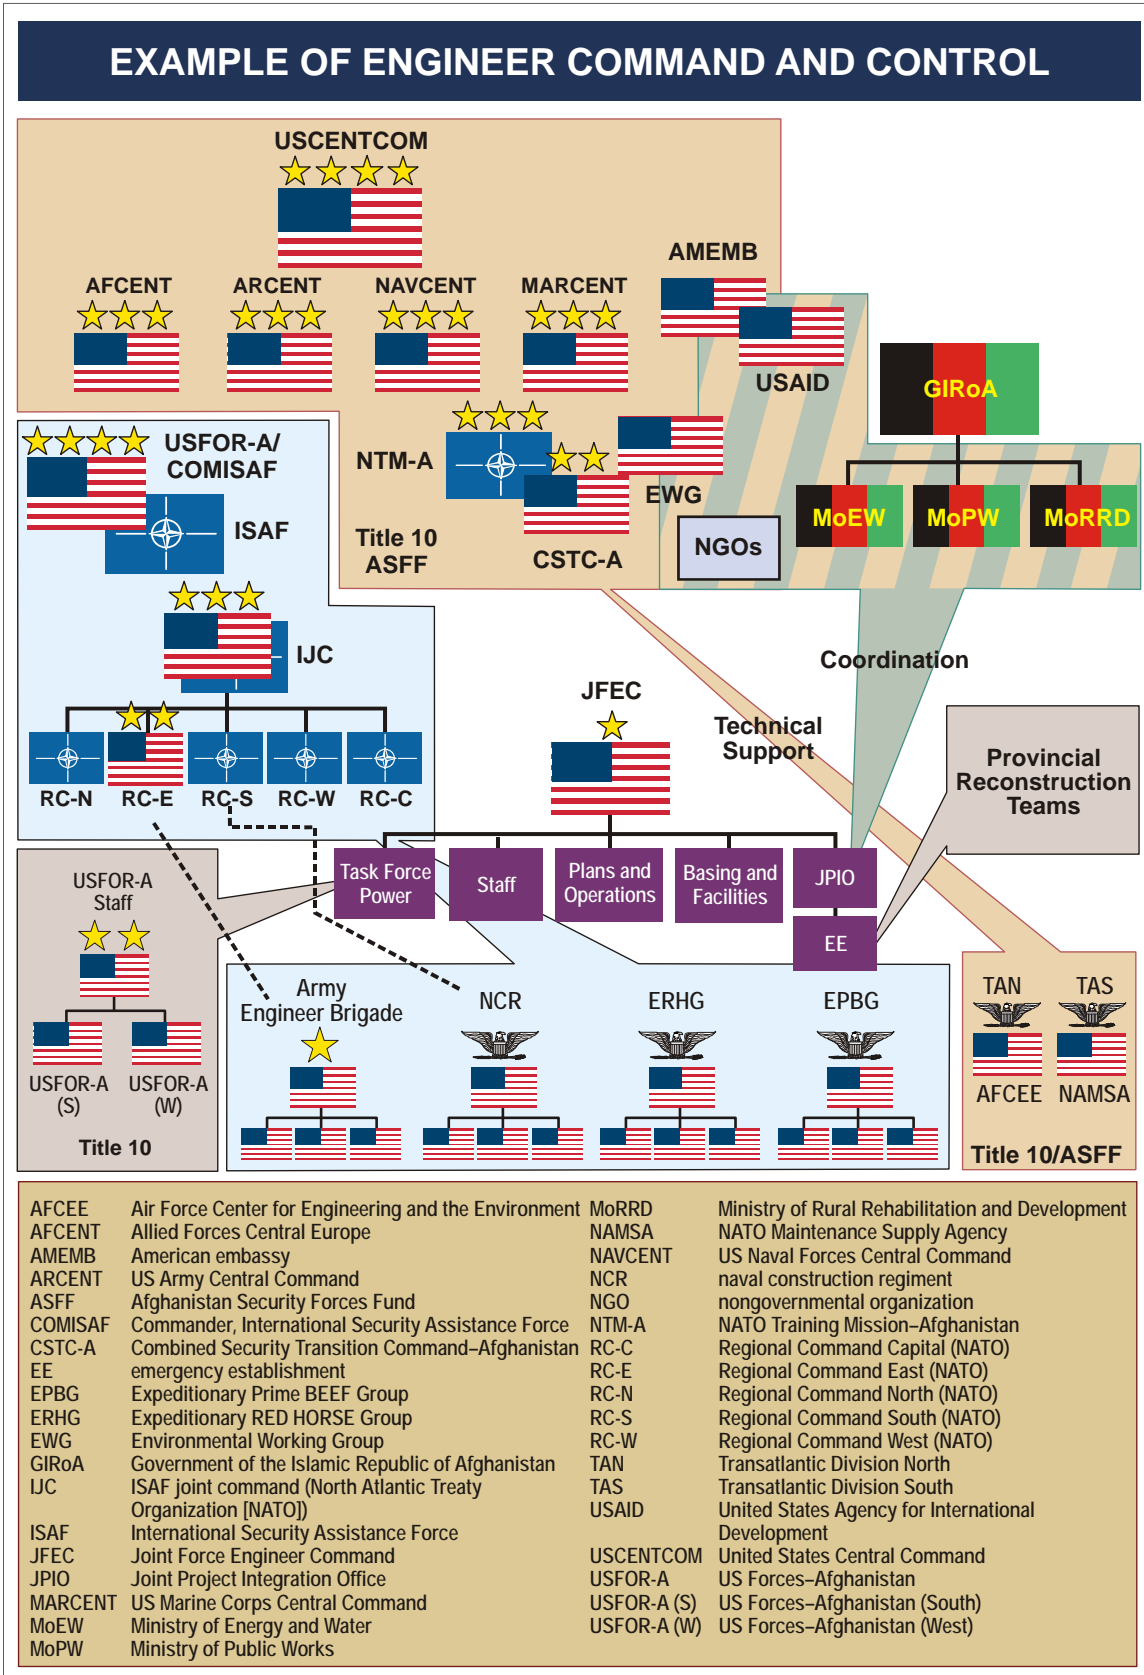 EXAMPLE OF ENGINEER COMMAND AND CONTROL
USCENTCOM
AFCENT
ARCENT
NAVCENT
MARCENT
AMEMB
USAID
GIRoA
MoEW
MoPW
MoRRD
NTM-A
EWG
CSTC-A
NGOs
Title 10
ASFF
USFOR-A/
COMISAF
ISAF
IJC
RC-N
RC-E
RC-S
RC-W
RC-C
Coordination
Technical
Support
JFEC
Provincial
Reconstruction
Teams
Task Force
Power
Staff
Plans and
Operations
Basing and
Facilities
JPIO
EE
USFOR-A
Staff
USFOR-A
(S)
USFOR-A
(W)
Title 10
Army
Engineer Brigade
NCR
ERHG
EPBG
TAN
TAS
AFCEE
NAMSA
Title 10/ASFF
AFCEE Air Force Center for Engineering and the Environment
AFCENT Allied Forces Central Europe
AMEMB American embassy
ARCENT US Army Central Command
ASFF Afghanistan Security Forces Fund
COMISAF Commander, International Security Assistance Force
CSTC-A Combined Security Transition Command–Afghanistan
EE emergency establishment
EPBG Expeditionary Prime BEEF Group
ERHG Expeditionary RED HORSE Group
EWG Environmental Working Group
GIRoA Government of the Islamic Republic of Afghanistan
IJC ISAF joint command (North Atlantic Treaty
Organization [NATO])
ISAF International Security Assistance Force
JFEC Joint Force Engineer Command
JPIO Joint Project Integration Office
MARCENT US Marine Corps Central Command
MoEW Ministry of Energy and Water
MoPW Ministry of Public Works
MoRRD Ministry of Rural Rehabilitation and Development
NAMSA NATO Maintenance Supply Agency
NAVCENT US Naval Forces Central Command
NCR naval construction regiment
NGO nongovernmental organization
NTM-A NATO Training Mission–Afghanistan
RC-C Regional Command Capital (NATO)
RC-E Regional Command East (NATO)
RC-N Regional Command North (NATO)
RC-S Regional Command South (NATO)
RC-W Regional Command West (NATO)
TAN Transatlantic Division North
TAS Transatlantic Division South
USAID United States Agency for International
Development
USCENTCOM United States Central Command
USFOR-A US Forces–Afghanistan
USFOR-A (S) US Forces–Afghanistan (South)
USFOR-A (W) US Forces–Afghanistan (West)